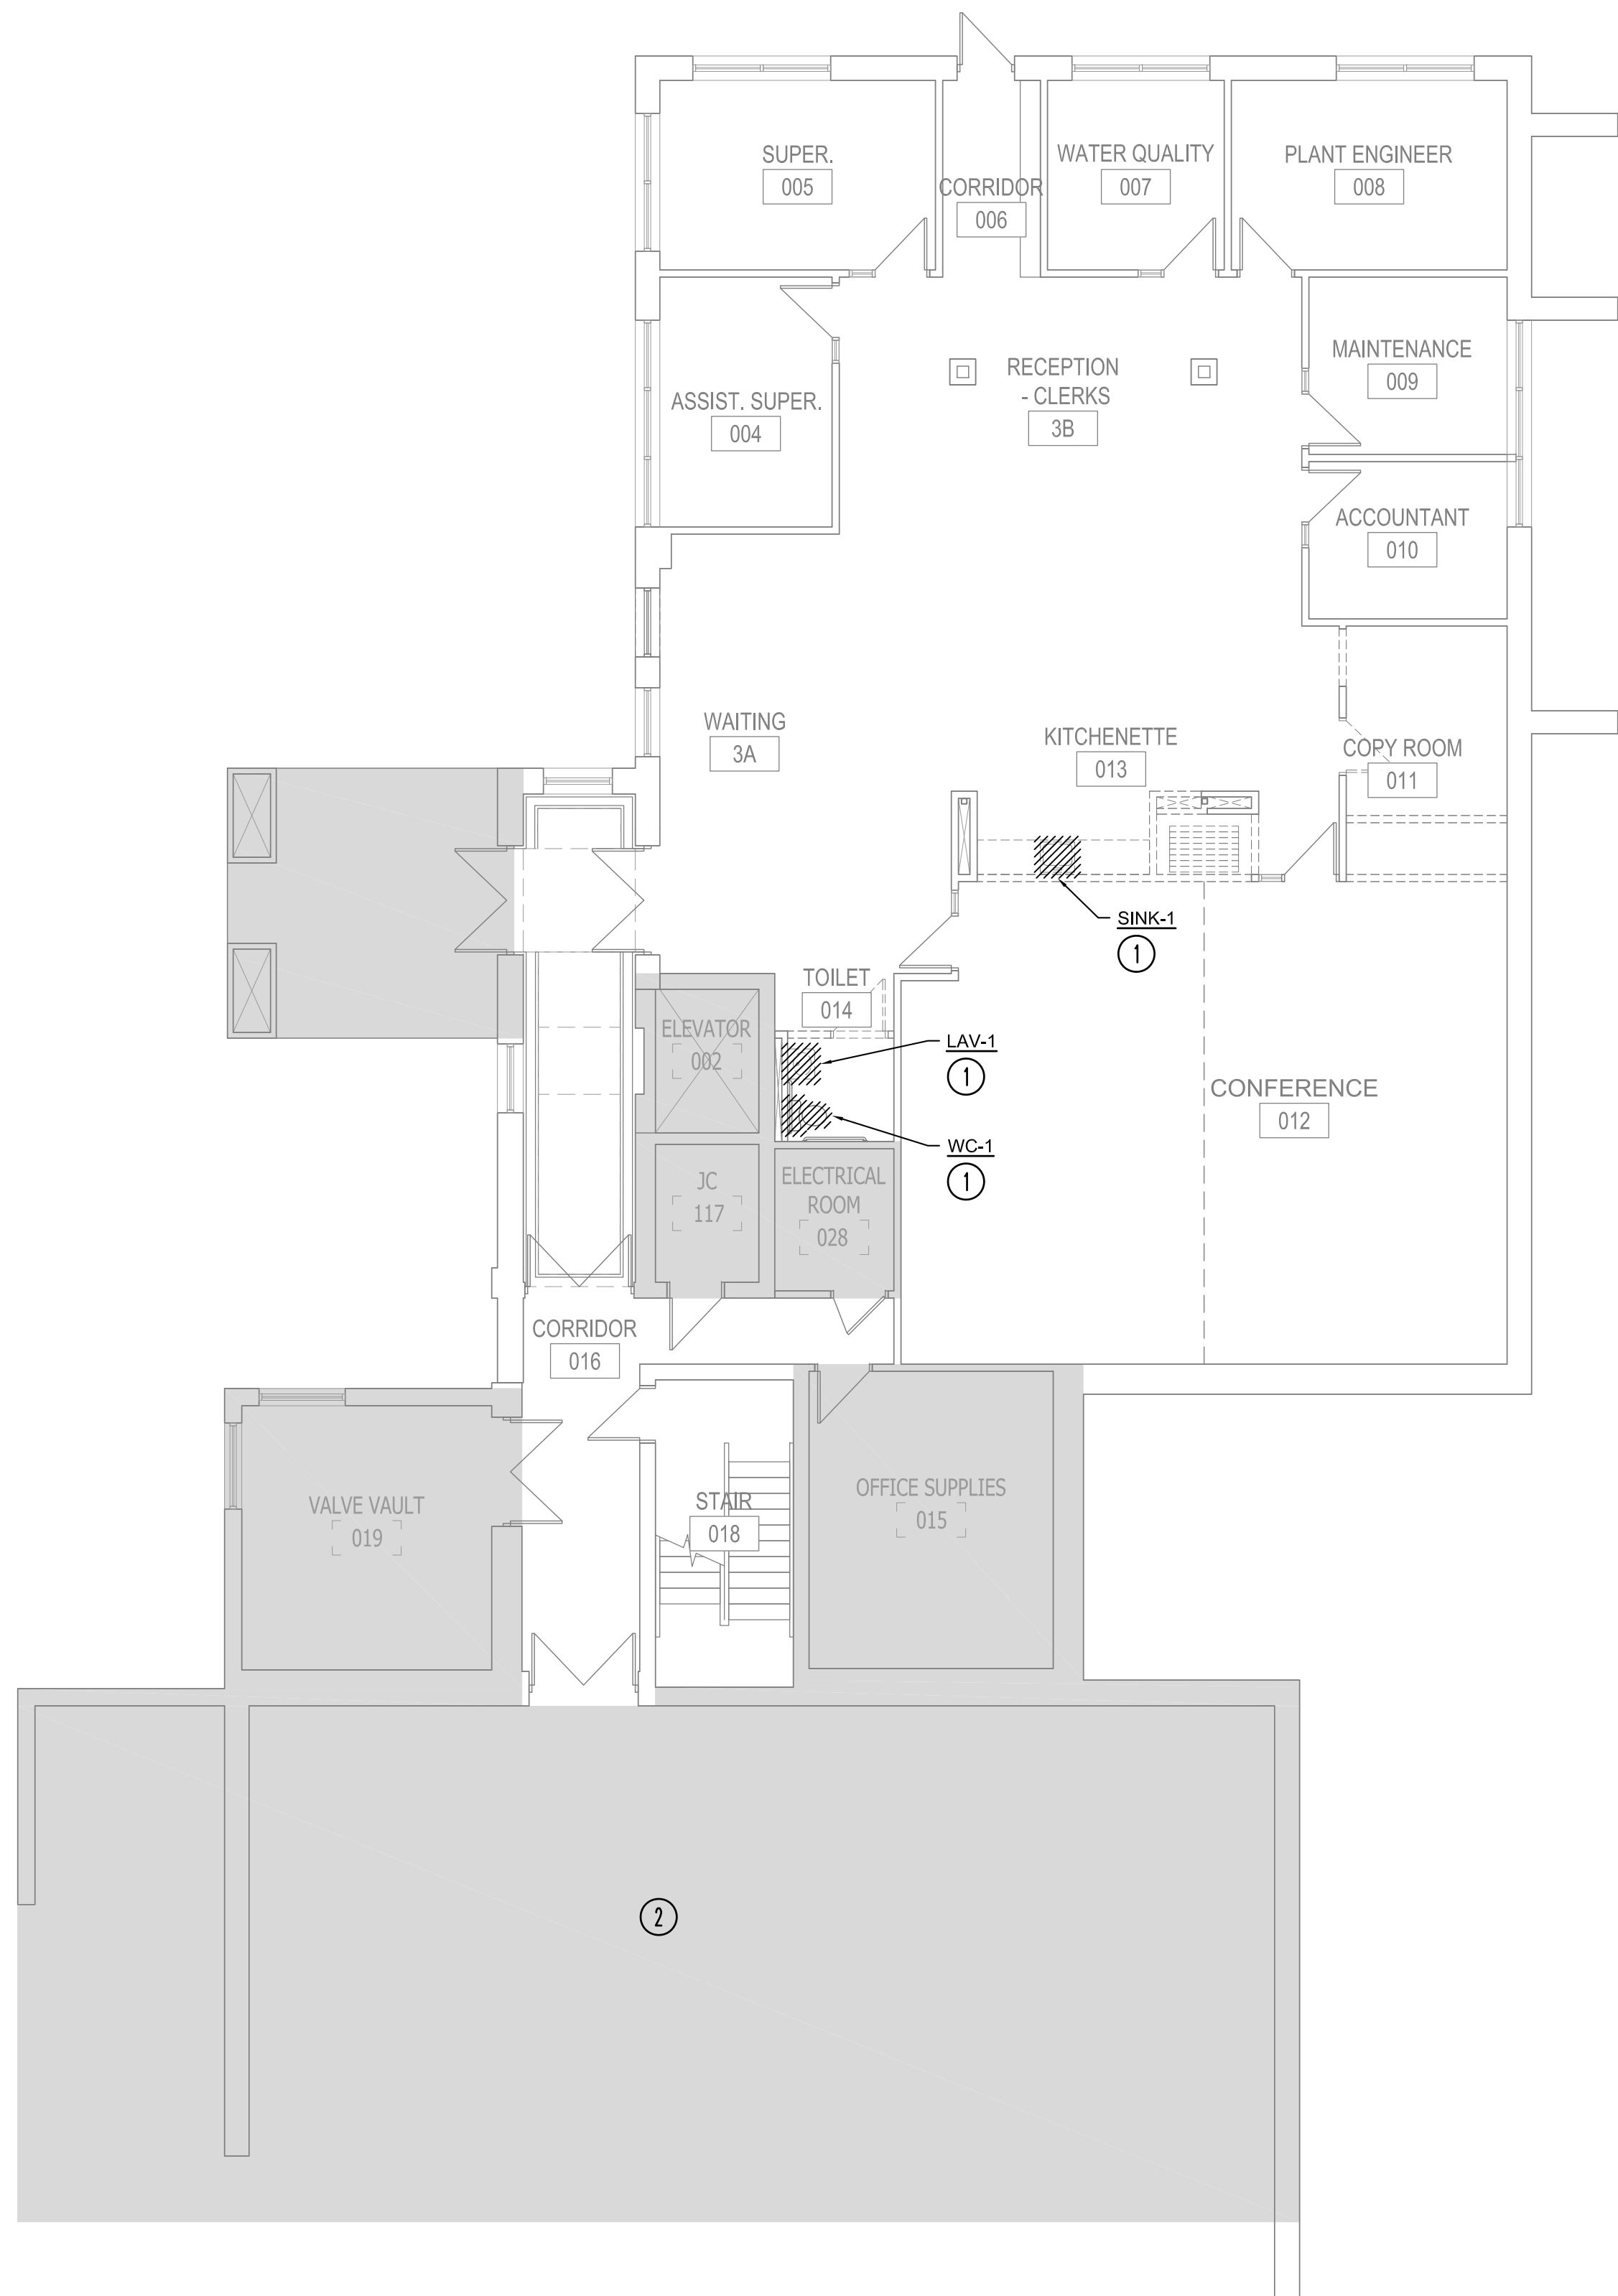 SUPER.
005
CORRIDOR
006
WATER QUALITY
007
PLANT ENGINEER
008
ASSIST. SUPER.
004
RECEPTION
- CLERKS
3B
MAINTENANCE
009
ACCOUNTANT
010
WAITING
3A
KITCHENETTE
013
COPY ROOM
011
SINK-1
1
TOILET
014
ELEVATOR
002
LAV-1
1
CONFERENCE
012
WC-1
1
JC
117
ELECTRICAL
ROOM
028
CORRIDOR
016
VALVE VAULT
019
STAIR
018
OFFICE SUPPLIES
015
2